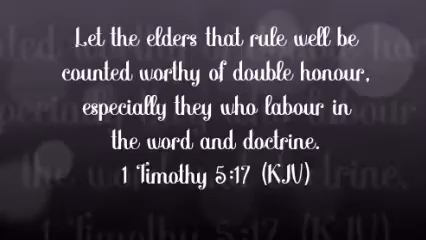 Let the elders that rule well be
counted worthy of double honour,
especially they who labour in
the word and doctrine.
1 Timothy 5:17 (KJV)